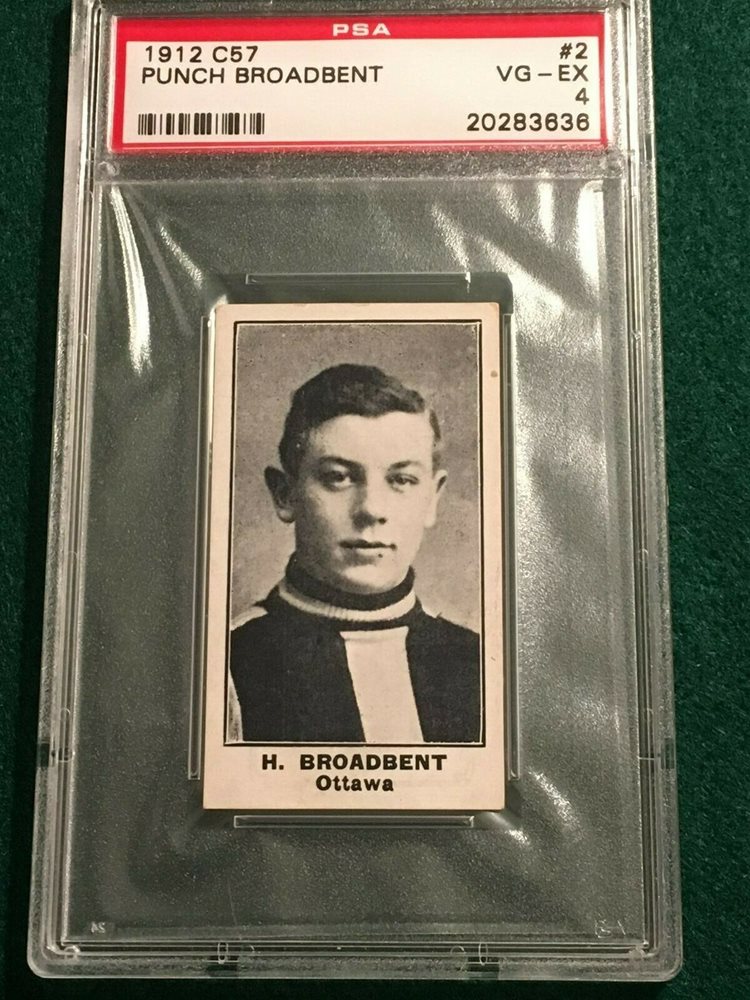 PSA
1912 C57 #2
PUNCH BROADBENT VG-EX
4
20283636
H. BROADBENT
Ottawa